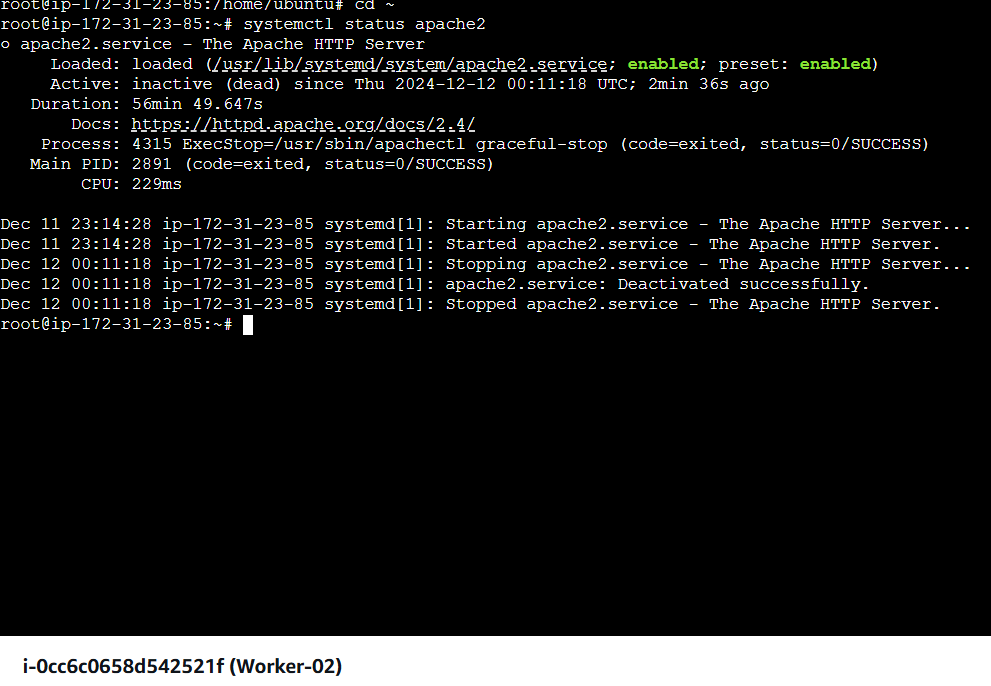 root@ip-172-31-23-85:/home/ubuntu# cd ~
root@ip-172-31-23-85:~# systemctl status apache2
○ apache2.service - The Apache HTTP Server
Loaded: loaded (/usr/lib/systemd/system/apache2.service; enabled; preset: enabled)
Active: inactive (dead) since Thu 2024-12-12 00:11:18 UTC; 2min 36s ago
Duration: 56min 49.647s
Docs: https://httpd.apache.org/docs/2.4/
Process: 4315 ExecStop=/usr/sbin/apachectl graceful-stop (code=exited, status=0/SUCCESS)
Main PID: 2891 (code=exited, status=0/SUCCESS)
CPU: 229ms
Dec 11 23:14:28 ip-172-31-23-85 systemd[1]: Starting apache2.service - The Apache HTTP Server...
Dec 11 23:14:28 ip-172-31-23-85 systemd[1]: Started apache2.service - The Apache HTTP Server.
Dec 12 00:11:18 ip-172-31-23-85 systemd[1]: Stopping apache2.service - The Apache HTTP Server...
Dec 12 00:11:18 ip-172-31-23-85 systemd[1]: apache2.service: Deactivated successfully.
Dec 12 00:11:18 ip-172-31-23-85 systemd[1]: Stopped apache2.service - The Apache HTTP Server.
root@ip-172-31-23-85:~#
i-0cc6c0658d542521f (Worker-02)